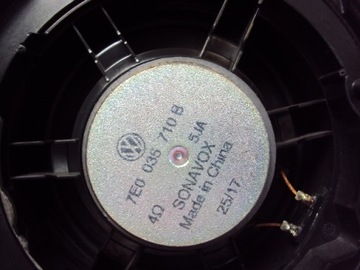 7E0 035 710 B
5JA
4Ω SONAVOX
Made in China
25/17